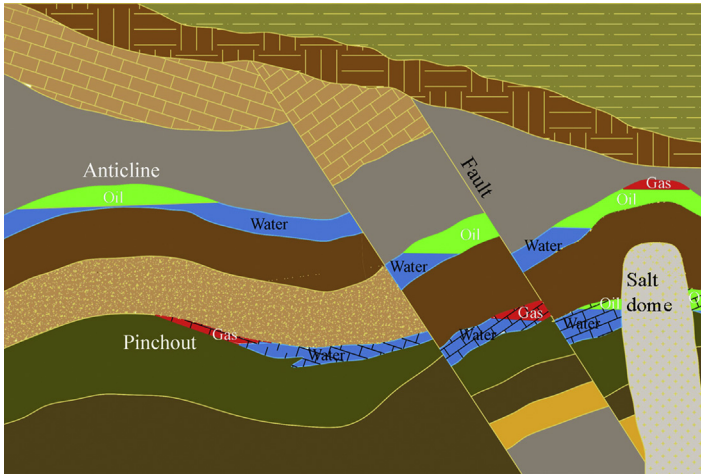 Anticline
Fault
Gas
Oil
Oil
Water
Oil
Water
Water
Salt
dome
Gas
Oil
Gas
Water
Water
Pinchout
Water